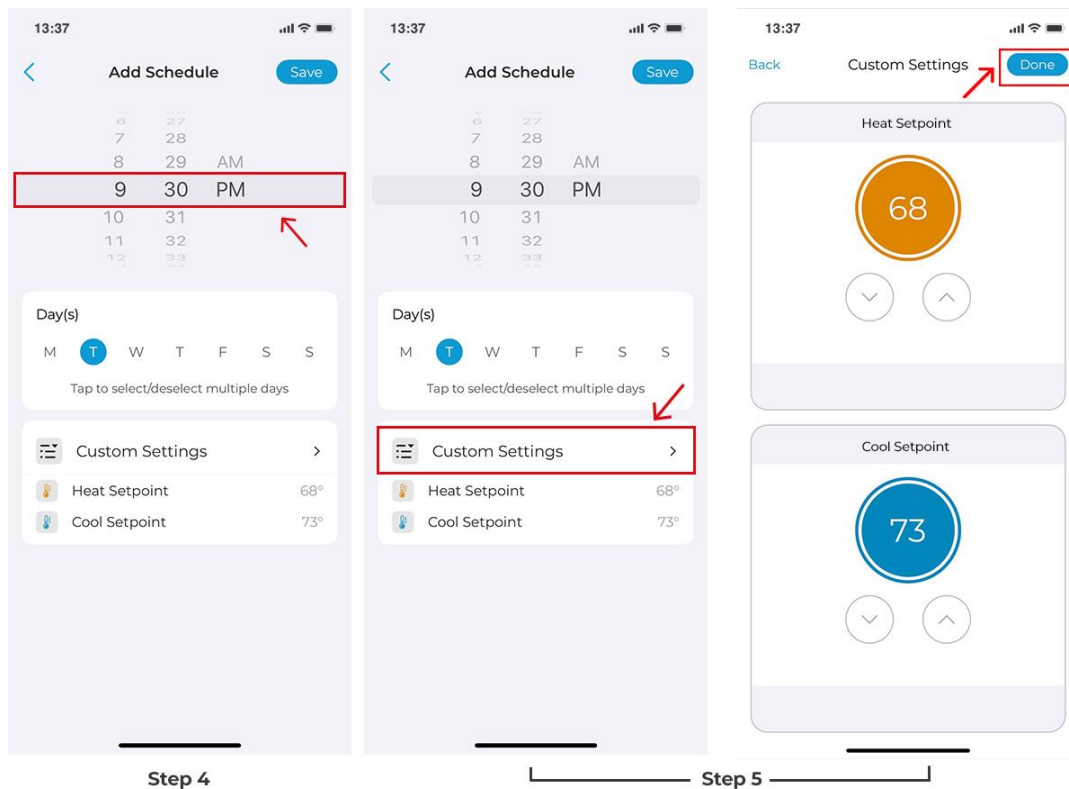 13:37
Add Schedule Save
6 27
7 28
8 29 AM
9 30 PM
10 31
11 32
12 33
Day(s)
M T W T F S S
Tap to select/deselect multiple days
Custom Settings
Heat Setpoint 68°
Cool Setpoint 73°
Step 4
13:37
Add Schedule Save
6 27
7 28
8 29 AM
9 30 PM
10 31
11 32
12 33
Day(s)
M T W T F S S
Tap to select/deselect multiple days
Custom Settings
Heat Setpoint 68°
Cool Setpoint 73°
13:37
Back Custom Settings Done
Heat Setpoint
68
Cool Setpoint
73
Step 5